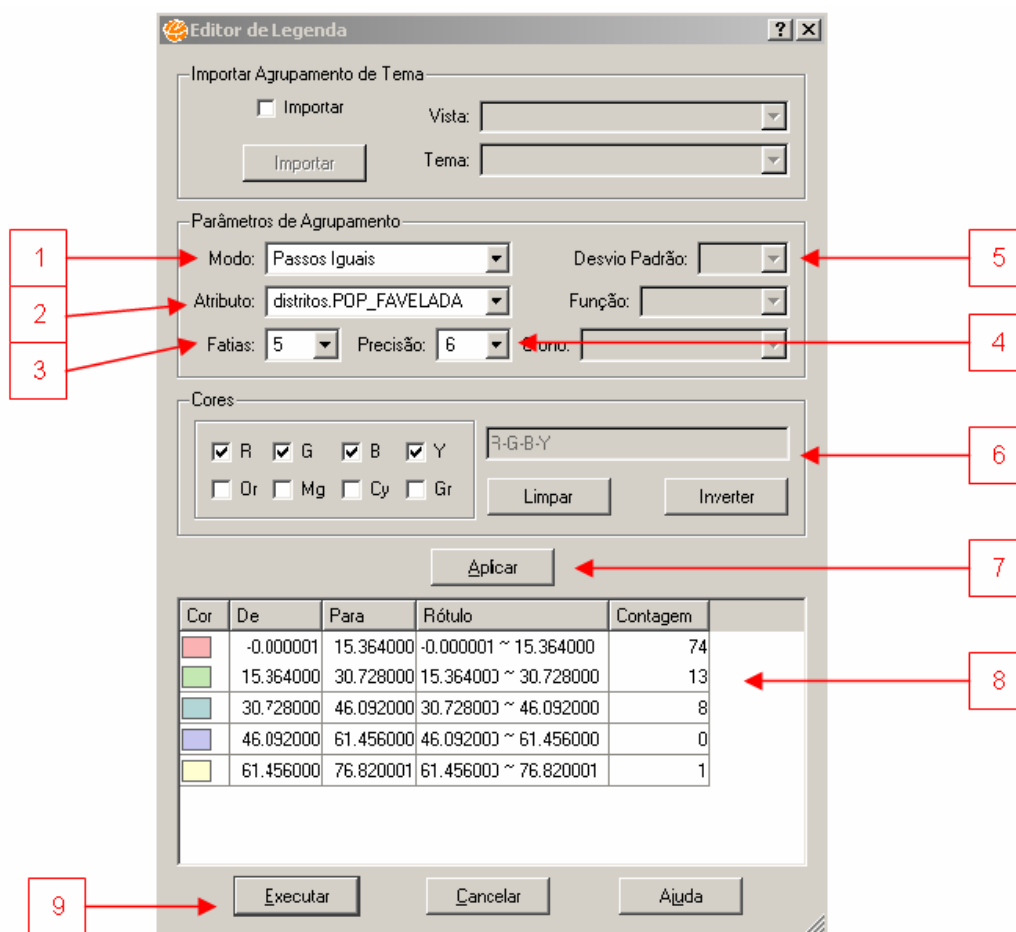 Editor de Legenda
Importar Agrupamento de Tema
Importar
Vista:
Importar
Tema:
Parâmetros de Agrupamento
1
Modo: Passos Iguais
Desvio Padrão:
5
2
Atributo: distritos.POP_FAVELADA
Função:
3
Fatias: 5
Precisão: 6
4
Cores
R G B Y
R-G-B-Y
6
Or Mg Cy Gr
Limpar
Inverter
Aplicar
7
Cor De Para Rótulo Contagem
-0.000001 15.364000 -0.000001 ~ 15.364000 74
15.364000 30.728000 15.364000 ~ 30.728000 13
8
30.728000 46.092000 30.728000 ~ 46.092000 8
46.092000 61.456000 46.092000 ~ 61.456000 0
61.456000 76.820001 61.456000 ~ 76.820001 1
9
Executar
Cancelar
Ajuda